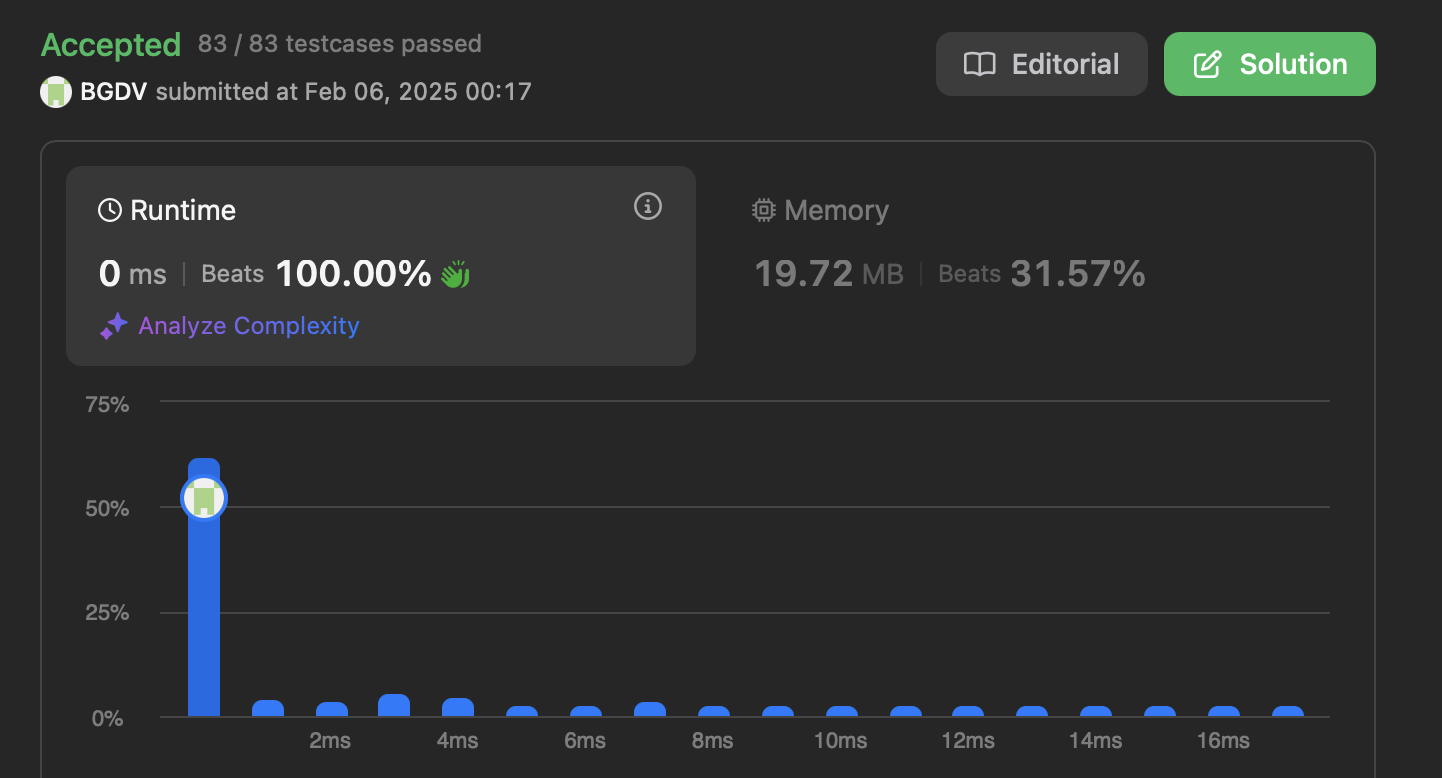 Accepted 83 / 83 testcases passed
BGDV submitted at Feb 06, 2025 00:17
Editorial
Solution
Runtime
0 ms | Beats 100.00%
Analyze Complexity
Memory
19.72 MB | Beats 31.57%
75%
50%
25%
0%
2ms 4ms 6ms 8ms 10ms 12ms 14ms 16ms